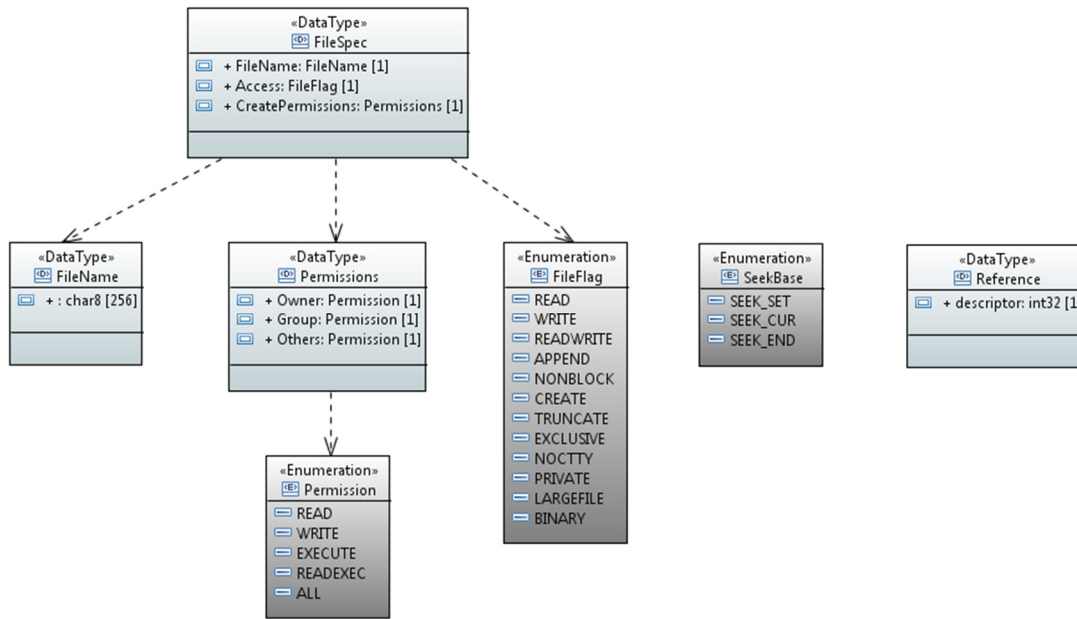 «DataType»
FileSpec
+ FileName: FileName [1]
+ Access: FileFlag [1]
+ CreatePermissions: Permissions [1]
«DataType»
FileName
+ : char8 [256]
«DataType»
Permissions
+ Owner: Permission [1]
+ Group: Permission [1]
+ Others: Permission [1]
«Enumeration»
FileFlag
READ
WRITE
READWRITE
APPEND
NONBLOCK
CREATE
TRUNCATE
EXCLUSIVE
NOCTTY
PRIVATE
LARGEFILE
BINARY
«Enumeration»
SeekBase
SEEK_SET
SEEK_CUR
SEEK_END
«DataType»
Reference
+ descriptor: int32 [1
«Enumeration»
Permission
READ
WRITE
EXECUTE
READEXEC
ALL